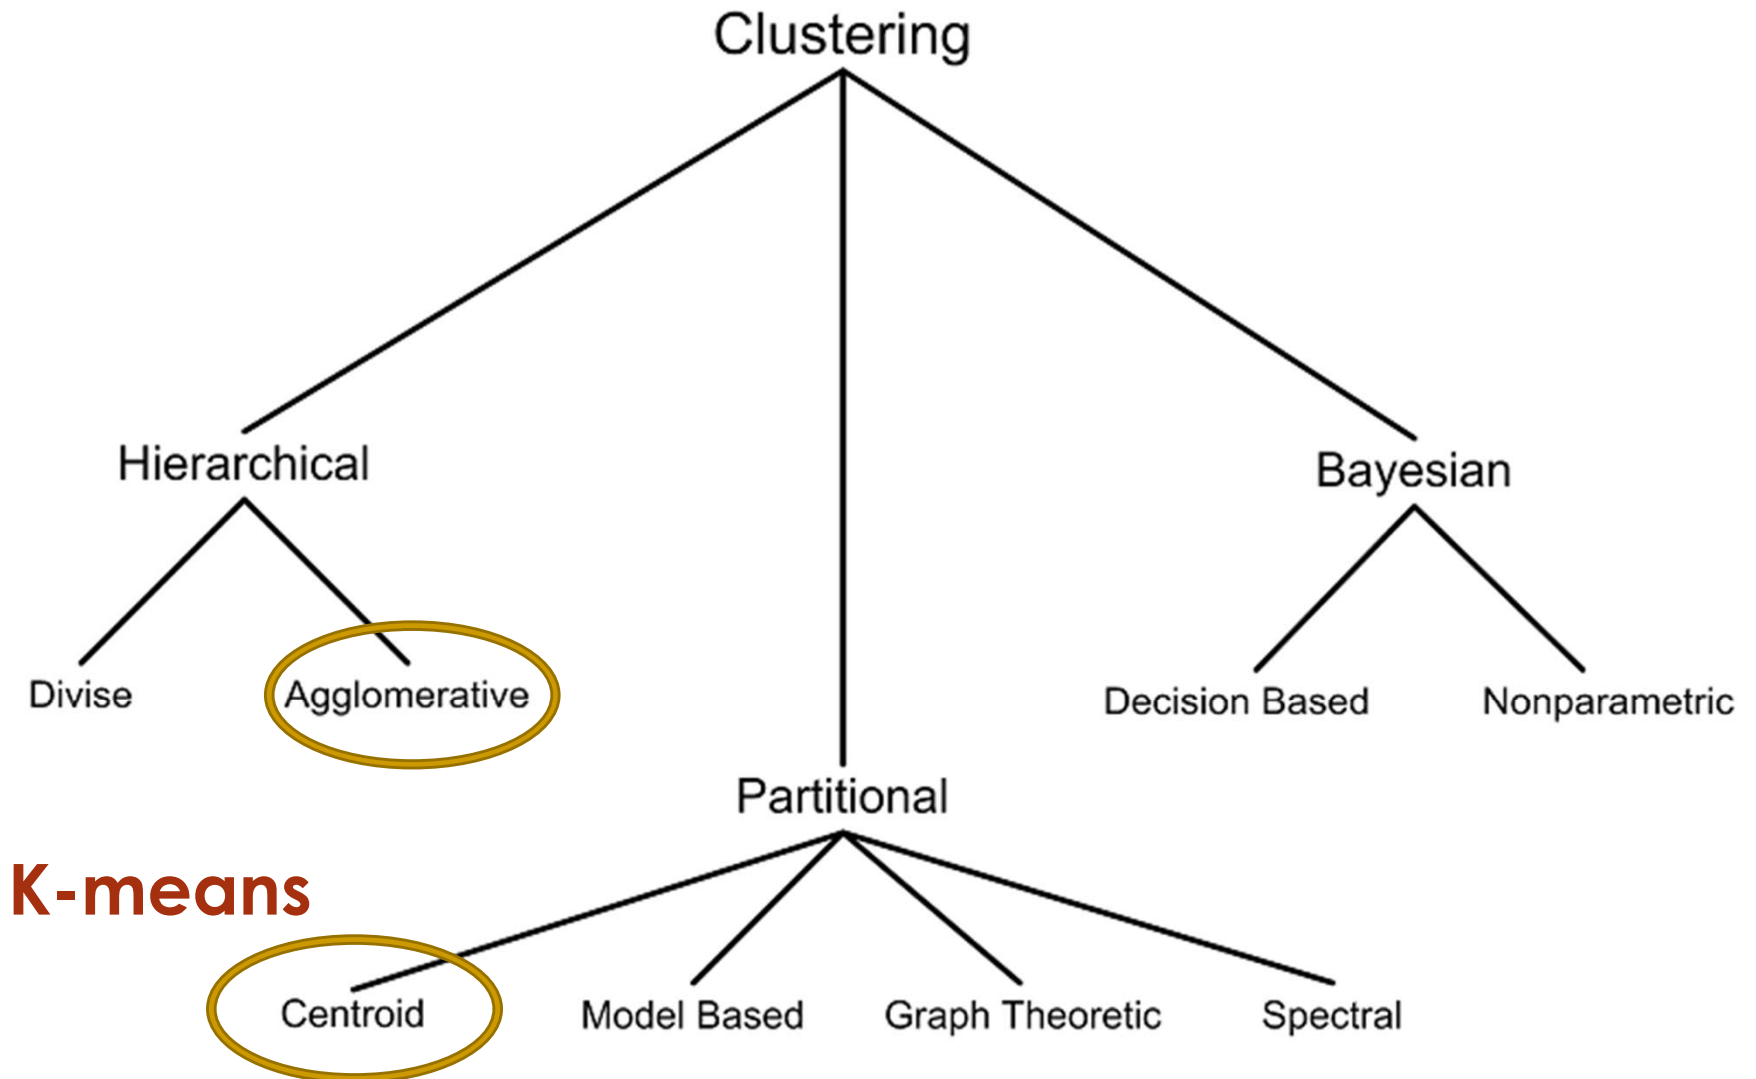 Clustering
Hierarchical
Bayesian
Divise
Agglomerative
Decision Based
Nonparametric
Partitional
K-means
Centroid
Model Based
Graph Theoretic
Spectral